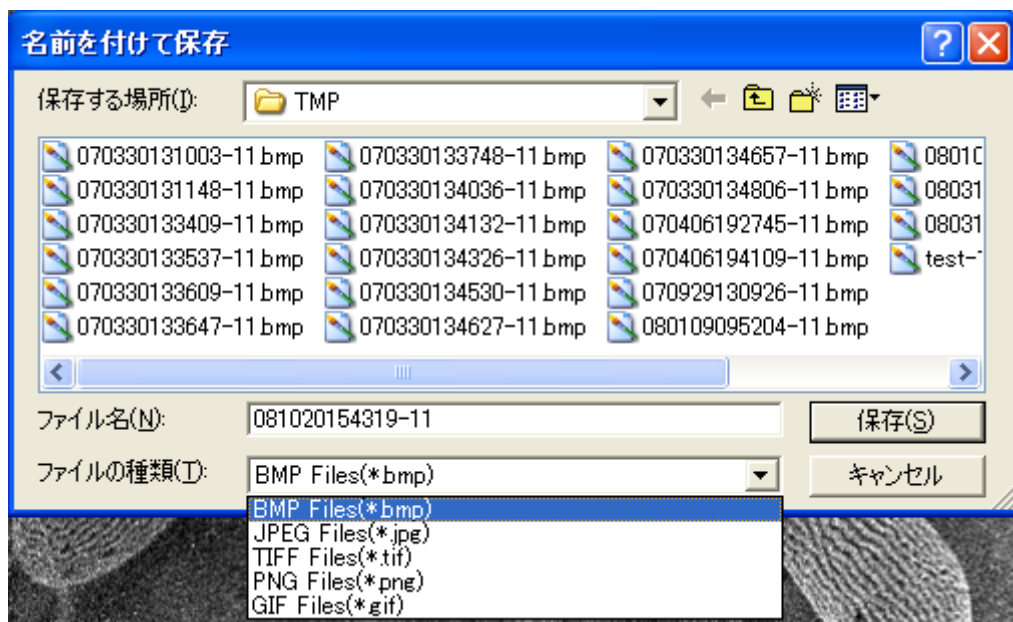 名前を付けて保存
保存する場所(I):
TMP
070330131003-11.bmp
070330131148-11.bmp
070330133409-11.bmp
070330133537-11.bmp
070330133609-11.bmp
070330133647-11.bmp
070330133748-11.bmp
070330134036-11.bmp
070330134132-11.bmp
070330134326-11.bmp
070330134530-11.bmp
070330134627-11.bmp
070330134657-11.bmp
070330134806-11.bmp
070406192745-11.bmp
070406194109-11.bmp
070929130926-11.bmp
080109095204-11.bmp
08010
08031
08031
test-
ファイル名(N):
081020154319-11
保存(S)
ファイルの種類(T):
BMP Files(*.bmp)
キャンセル
BMP Files(*.bmp)
JPEG Files(*.jpg)
TIFF Files(*.tif)
PNG Files(*.png)
GIF Files(*.gif)